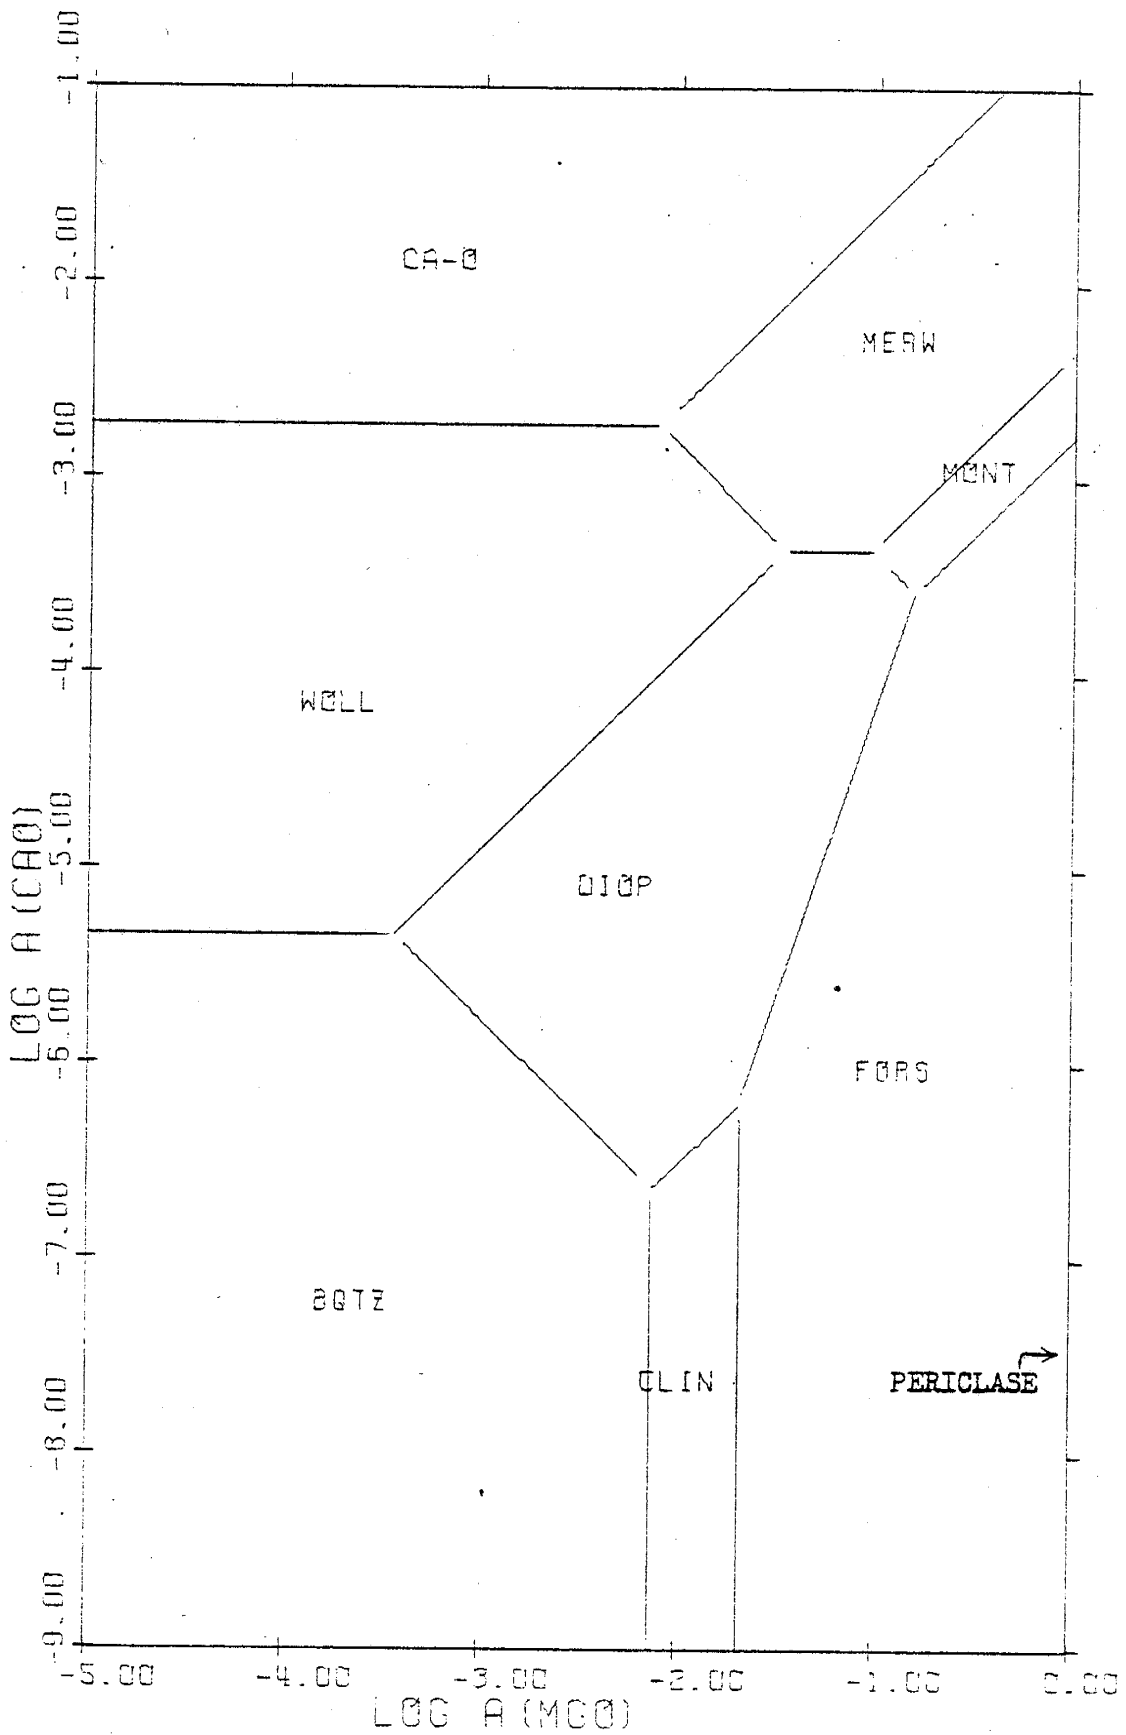 -1.00
CA-O
-2.00
MERW
-3.00
MONT
-4.00
WOLL
-5.00
DIOP
LOG A(CAO)
-6.00
FORS
-7.00
BQTZ
CLIN
PERICLASE
-8.00
-9.00
-5.00 -4.00 -3.00 -2.00 -1.00 0.00
LOG A(MGO)